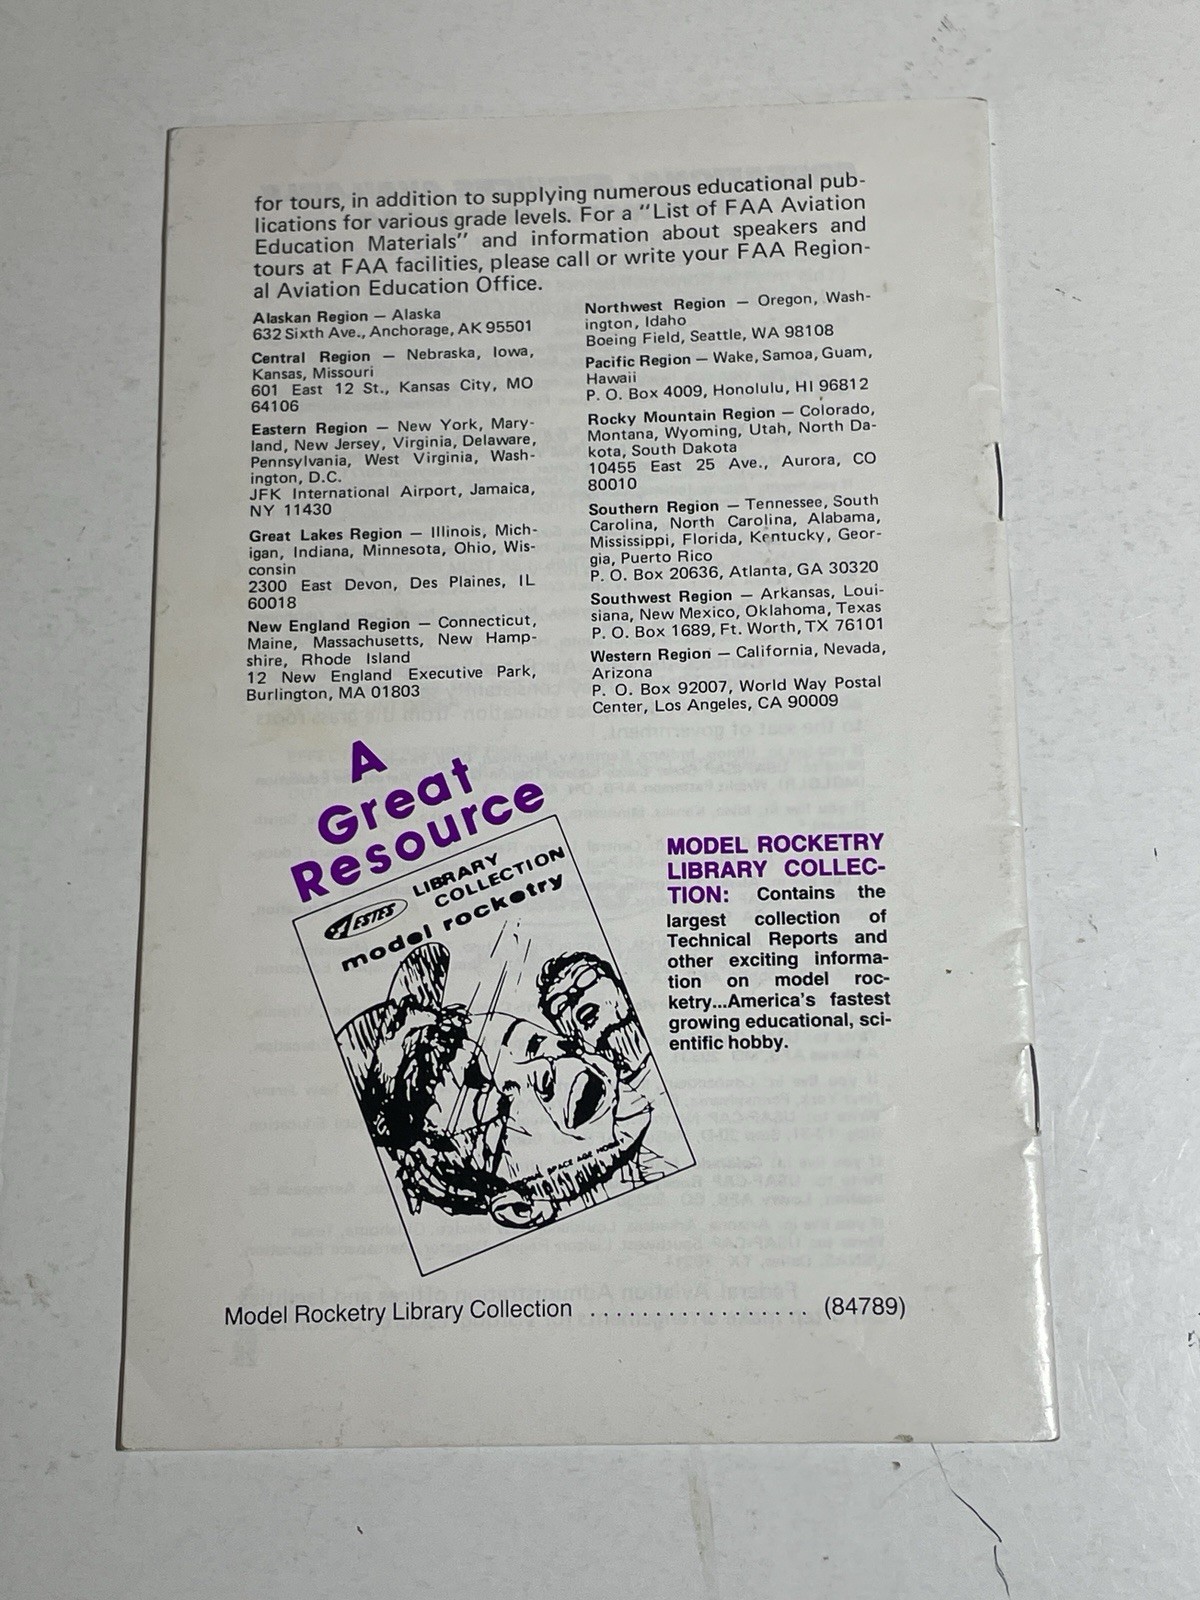 for tours, in addition to supplying numerous educational pub-
lications for various grade levels. For a "List of FAA Aviation
Education Materials" and information about speakers and
tours at FAA facilities, please call or write your FAA Region-
al Aviation Education Office.
Alaskan Region — Alaska
632 Sixth Ave., Anchorage, AK 95501
Central Region — Nebraska, Iowa,
Kansas, Missouri
601 East 12 St., Kansas City, MO
64106
Eastern Region — New York, Mary-
land, New Jersey, Virginia, Delaware,
Pennsylvania, West Virginia, Wash-
ington, D.C.
JFK International Airport, Jamaica,
NY 11430
Great Lakes Region — Illinois, Mich-
igan, Indiana, Minnesota, Ohio, Wis-
consin
2300 East Devon, Des Plaines, IL
60018
New England Region — Connecticut,
Maine, Massachusetts, New Hamp-
shire, Rhode Island
12 New England Executive Park,
Burlington, MA 01803
Northwest Region — Oregon, Wash-
ington, Idaho
Boeing Field, Seattle, WA 98108
Pacific Region — Wake, Samoa, Guam,
Hawaii
P. O. Box 4009, Honolulu, HI 96812
Rocky Mountain Region — Colorado,
Montana, Wyoming, Utah, North Da-
kota, South Dakota
10455 East 25 Ave., Aurora, CO
80010
Southern Region — Tennessee, South
Carolina, North Carolina, Alabama,
Mississippi, Florida, Kentucky, Geor-
gia, Puerto Rico
P. O. Box 20636, Atlanta, GA 30320
Southwest Region — Arkansas, Loui-
siana, New Mexico, Oklahoma, Texas
P. O. Box 1689, Ft. Worth, TX 76101
Western Region — California, Nevada,
Arizona
P. O. Box 92007, World Way Postal
Center, Los Angeles, CA 90009
A
Great
Resource
ESTES
LIBRARY
COLLECTION
model rocketry
SPACE AGE
MODEL ROCKETRY
LIBRARY COLLEC-
TION: Contains the
largest collection of
Technical Reports and
other exciting informa-
tion on model roc-
ketry...America's fastest
growing educational, sci-
entific hobby.
Model Rocketry Library Collection . . . . . . . . . . . . . . . . . (84789)